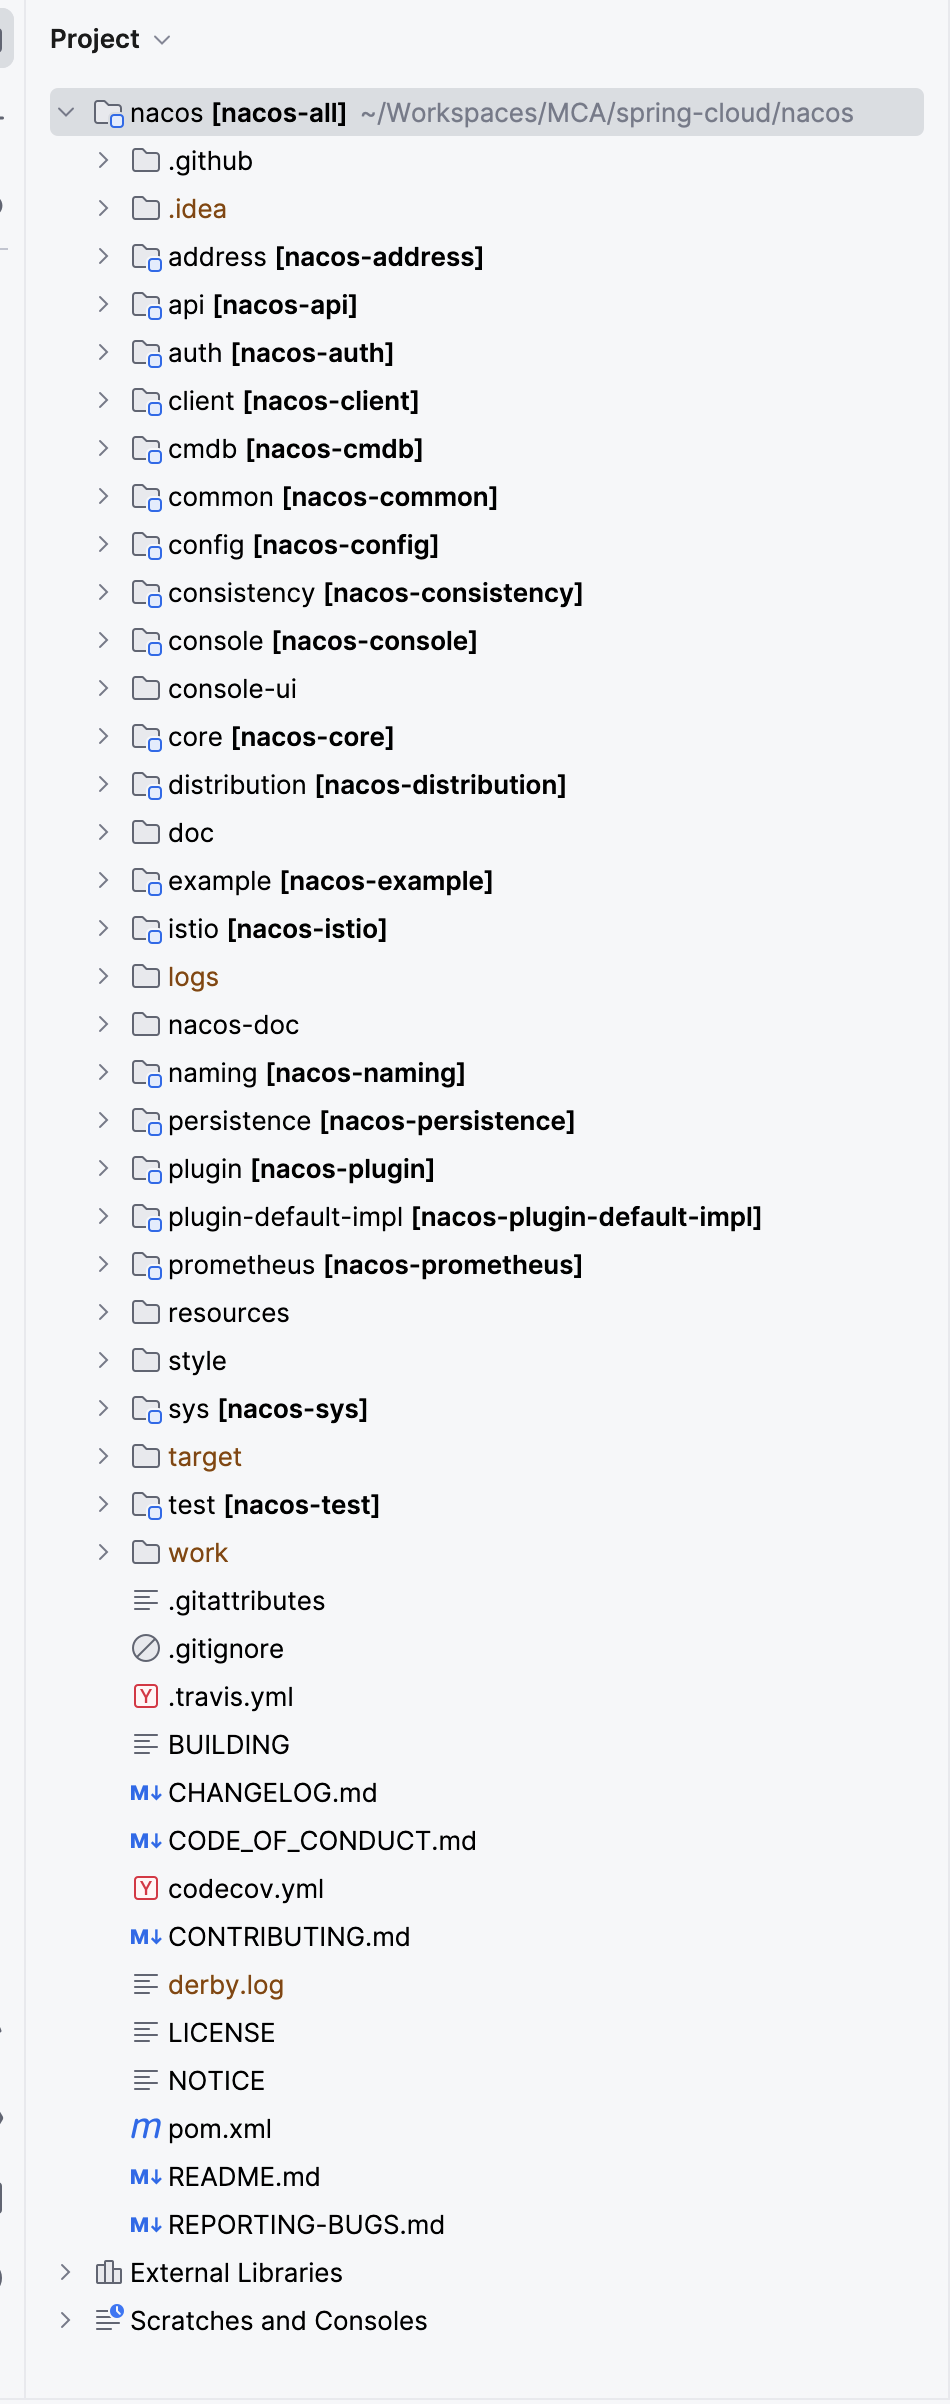 Project
nacos [nacos-all] ~/Workspaces/MCA/spring-cloud/nacos
.github
.idea
address [nacos-address]
api [nacos-api]
auth [nacos-auth]
client [nacos-client]
cmdb [nacos-cmdb]
common [nacos-common]
config [nacos-config]
consistency [nacos-consistency]
console [nacos-console]
console-ui
core [nacos-core]
distribution [nacos-distribution]
doc
example [nacos-example]
istio [nacos-istio]
logs
nacos-doc
naming [nacos-naming]
persistence [nacos-persistence]
plugin [nacos-plugin]
plugin-default-impl [nacos-plugin-default-impl]
prometheus [nacos-prometheus]
resources
style
sys [nacos-sys]
target
test [nacos-test]
work
.gitattributes
.gitignore
Y .travis.yml
BUILDING
M↓ CHANGELOG.md
M↓ CODE_OF_CONDUCT.md
Y codecov.yml
M↓ CONTRIBUTING.md
derby.log
LICENSE
NOTICE
m pom.xml
M↓ README.md
M↓ REPORTING-BUGS.md
External Libraries
Scratches and Consoles